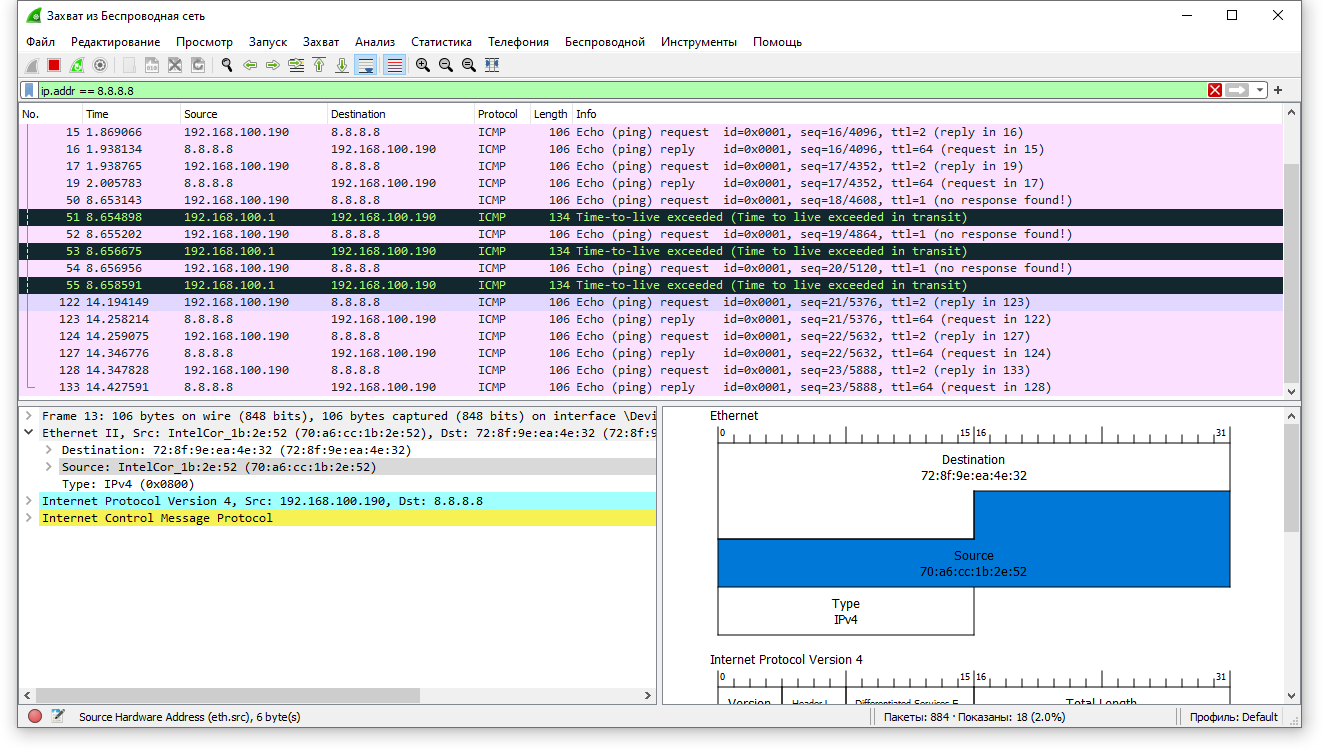 Захват из Беспроводная сеть
Файл Редактирование Просмотр Запуск Захват Анализ Статистика Телефония Беспроводной Инструменты Помощь
ip.addr == 8.8.8.8
No. Time Source Destination Protocol Length Info
15 1.869066 192.168.100.190 8.8.8.8 ICMP 106 Echo (ping) request id=0x0001, seq=16/4096, ttl=2 (reply in 16)
16 1.938134 8.8.8.8 192.168.100.190 ICMP 106 Echo (ping) reply id=0x0001, seq=16/4096, ttl=64 (request in 15)
17 1.938765 192.168.100.190 8.8.8.8 ICMP 106 Echo (ping) request id=0x0001, seq=17/4352, ttl=2 (reply in 19)
19 2.005783 8.8.8.8 192.168.100.190 ICMP 106 Echo (ping) reply id=0x0001, seq=17/4352, ttl=64 (request in 17)
50 8.653143 192.168.100.190 8.8.8.8 ICMP 106 Echo (ping) request id=0x0001, seq=18/4608, ttl=1 (no response found!)
51 8.654898 192.168.100.1 192.168.100.190 ICMP 134 Time-to-live exceeded (Time to live exceeded in transit)
52 8.655202 192.168.100.190 8.8.8.8 ICMP 106 Echo (ping) request id=0x0001, seq=19/4864, ttl=1 (no response found!)
53 8.656675 192.168.100.1 192.168.100.190 ICMP 134 Time-to-live exceeded (Time to live exceeded in transit)
54 8.656956 192.168.100.190 8.8.8.8 ICMP 106 Echo (ping) request id=0x0001, seq=20/5120, ttl=1 (no response found!)
55 8.658591 192.168.100.1 192.168.100.190 ICMP 134 Time-to-live exceeded (Time to live exceeded in transit)
122 14.194149 192.168.100.190 8.8.8.8 ICMP 106 Echo (ping) request id=0x0001, seq=21/5376, ttl=2 (reply in 123)
123 14.258214 8.8.8.8 192.168.100.190 ICMP 106 Echo (ping) reply id=0x0001, seq=21/5376, ttl=64 (request in 122)
124 14.259075 192.168.100.190 8.8.8.8 ICMP 106 Echo (ping) request id=0x0001, seq=22/5632, ttl=2 (reply in 127)
127 14.346776 8.8.8.8 192.168.100.190 ICMP 106 Echo (ping) reply id=0x0001, seq=22/5632, ttl=64 (request in 124)
128 14.347828 192.168.100.190 8.8.8.8 ICMP 106 Echo (ping) request id=0x0001, seq=23/5888, ttl=2 (reply in 133)
133 14.427591 8.8.8.8 192.168.100.190 ICMP 106 Echo (ping) reply id=0x0001, seq=23/5888, ttl=64 (request in 128)
Frame 13: 106 bytes on wire (848 bits), 106 bytes captured (848 bits) on interface \Devi
Ethernet II, Src: IntelCor_1b:2e:52 (70:a6:cc:1b:2e:52), Dst: 72:8f:9e:ea:4e:32 (72:8f:9
Destination: 72:8f:9e:ea:4e:32 (72:8f:9e:ea:4e:32)
Source: IntelCor_1b:2e:52 (70:a6:cc:1b:2e:52)
Type: IPv4 (0x0800)
Internet Protocol Version 4, Src: 192.168.100.190, Dst: 8.8.8.8
Internet Control Message Protocol
Ethernet
0 15 16 31
Destination
72:8f:9e:ea:4e:32
Source
70:a6:cc:1b:2e:52
Type
IPv4
Internet Protocol Version 4
0 15 16 31
Version Header L Differentiated Services F Total Length
Source Hardware Address (eth.src), 6 byte(s) Пакеты: 884 · Показаны: 18 (2.0%) Профиль: Default